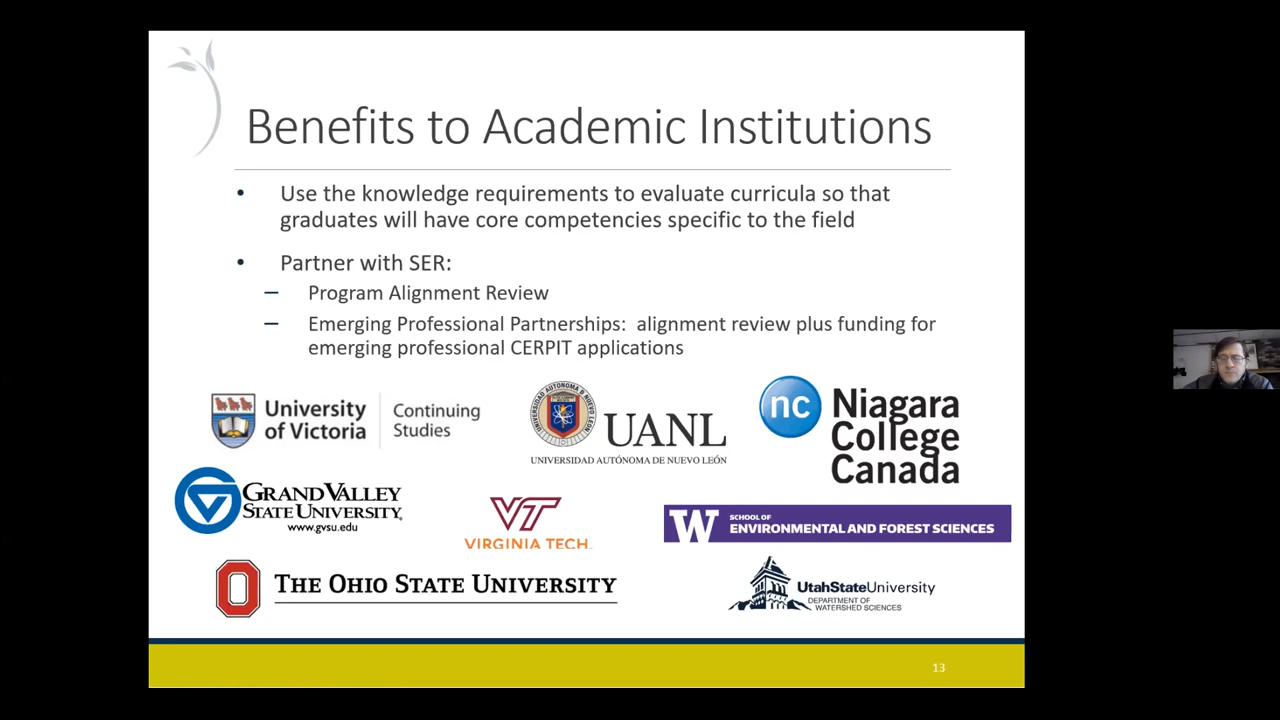 Benefits to Academic Institutions
• Use the knowledge requirements to evaluate curricula so that
graduates will have core competencies specific to the field
• Partner with SER:
– Program Alignment Review
– Emerging Professional Partnerships: alignment review plus funding for
emerging professional CERPIT applications
University
of Victoria
Continuing
Studies
UANL
UNIVERSIDAD AUTÓNOMA DE NUEVO LEÓN
nc
Niagara
College
Canada
GRANDVALLEY
STATE UNIVERSITY
www.gvsu.edu
VT
VIRGINIA TECH
W
SCHOOL OF
ENVIRONMENTAL AND FOREST SCIENCES
O
THE OHIO STATE UNIVERSITY
UtahStateUniversity
DEPARTMENT OF
WATERSHED SCIENCES
13